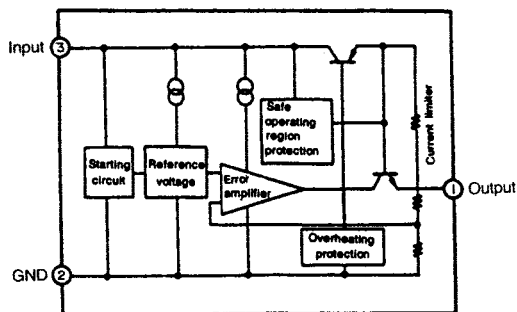 Input 3
Safe
operating
region
protection
Current limiter
Starting
circuit
Reference
voltage
Error
amplifier
1 Output
Overheating
protection
GND 2